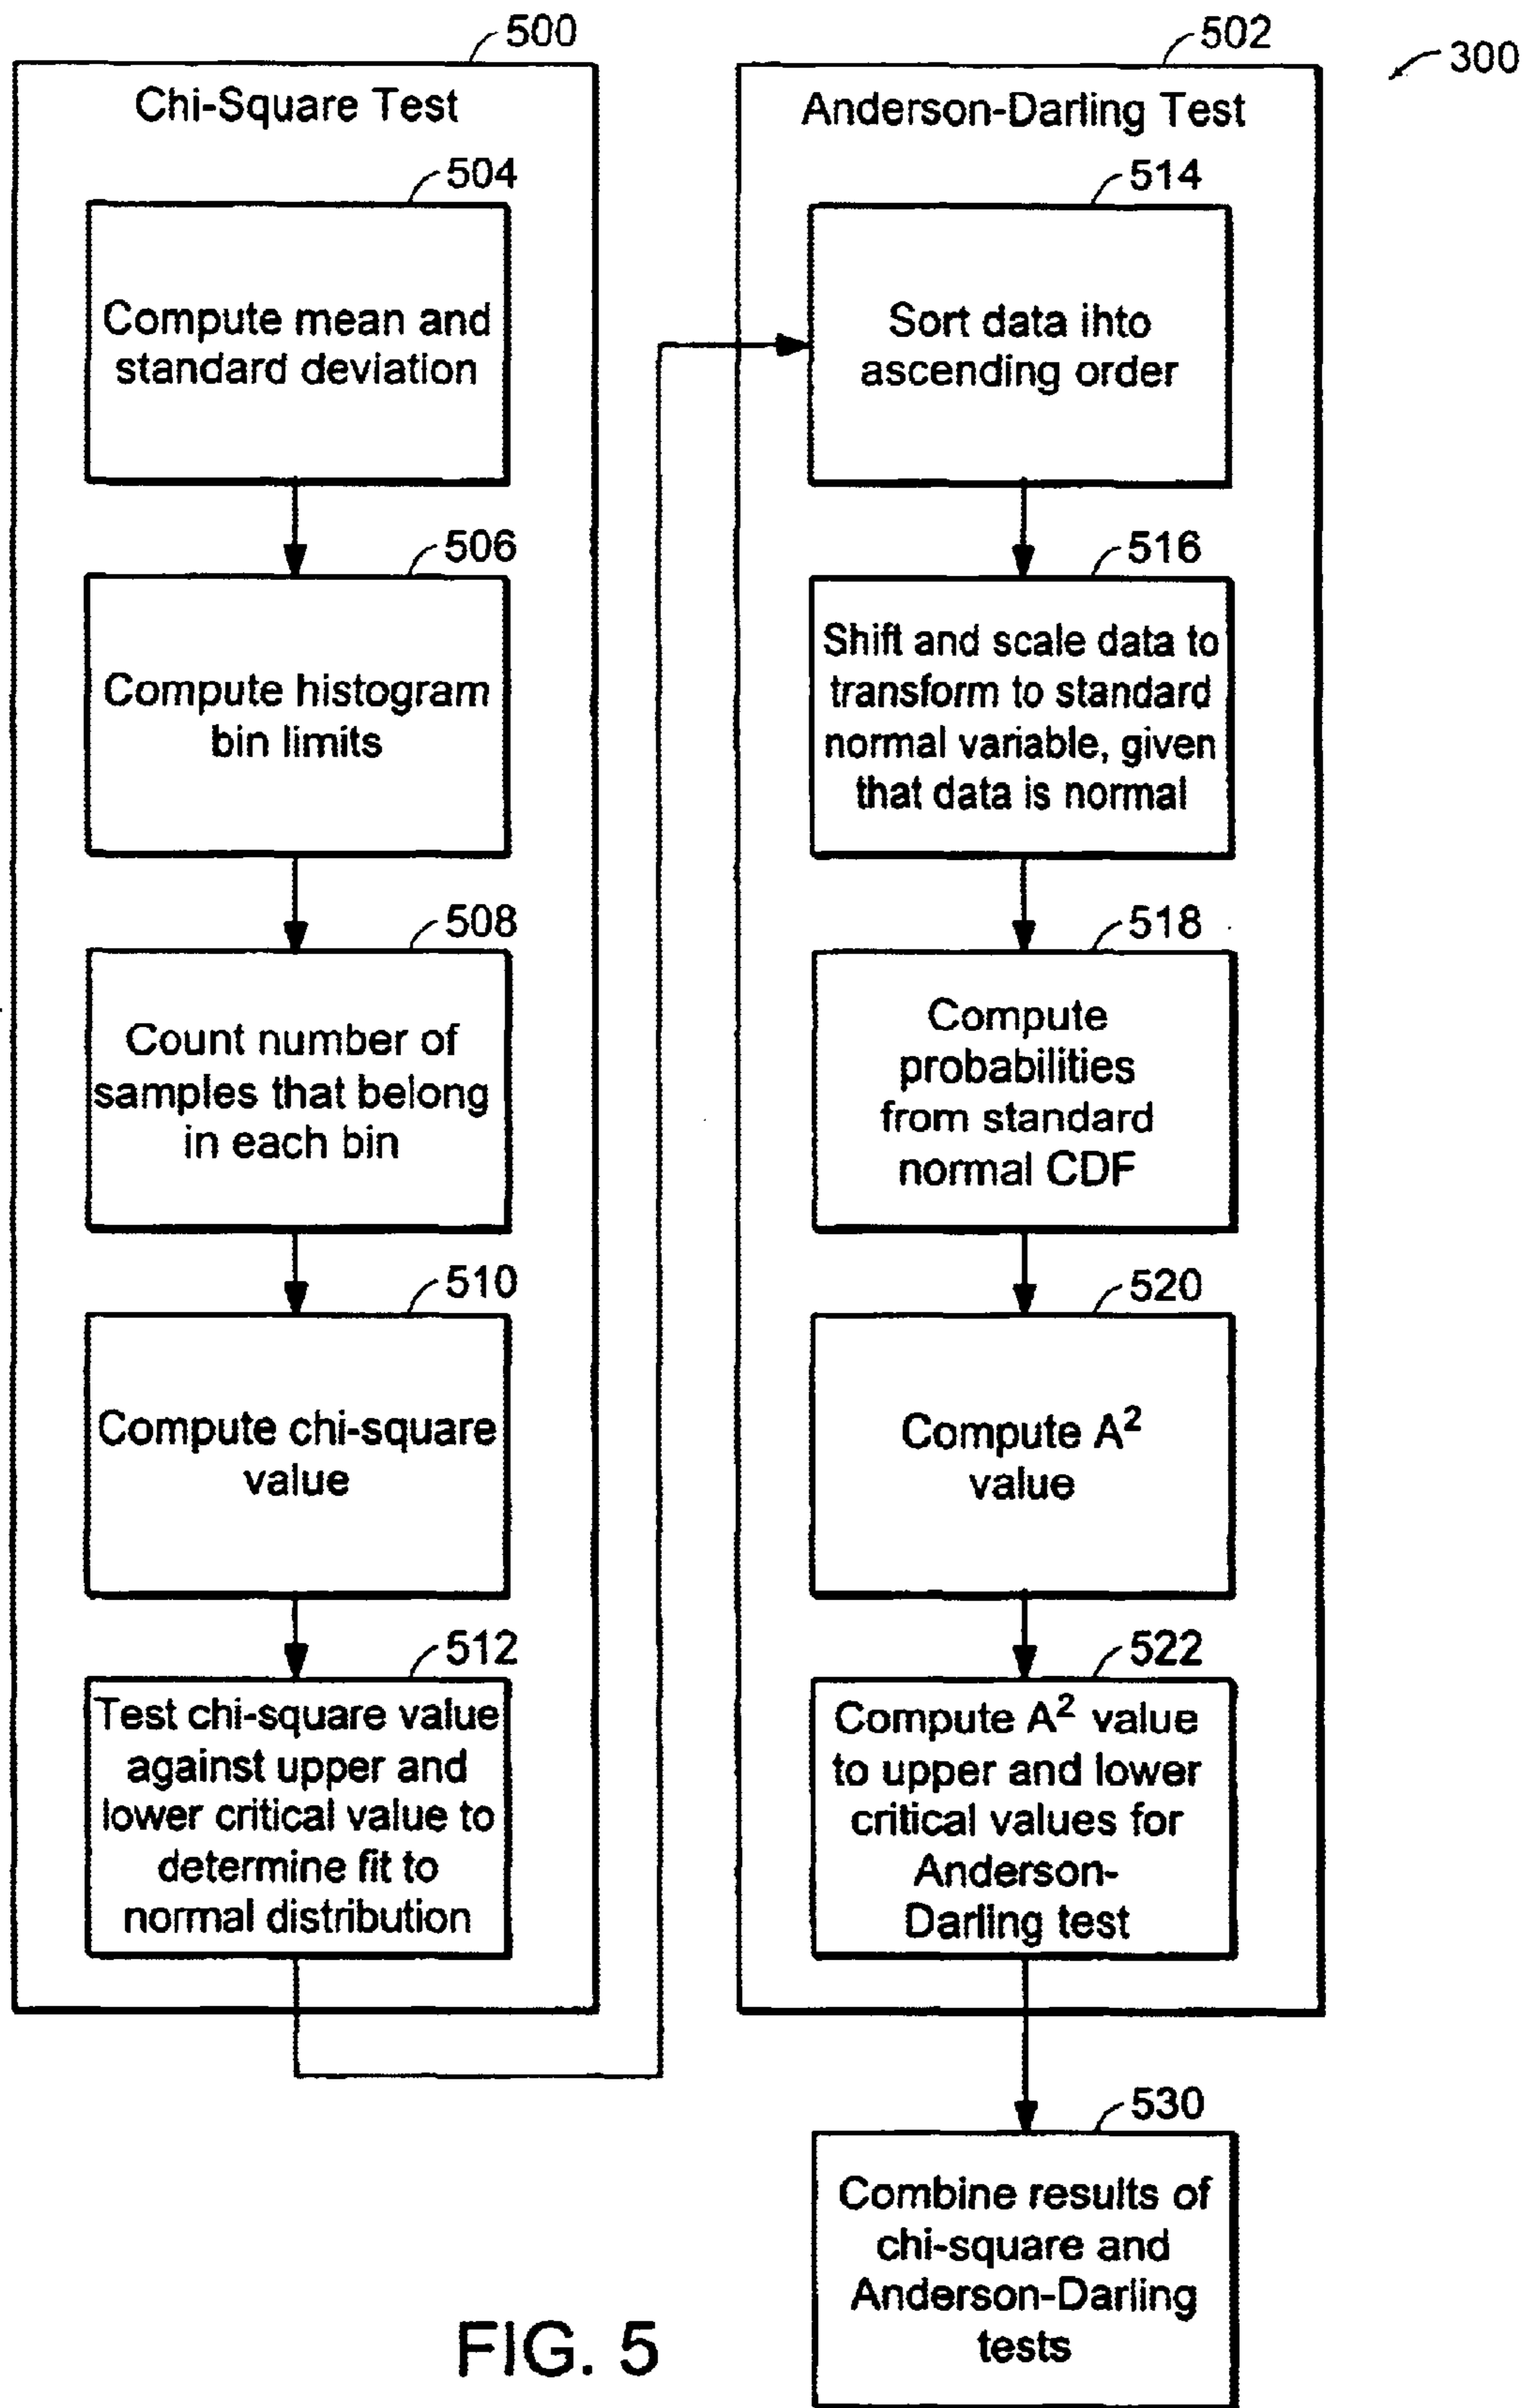 500
Chi-Square Test
504
Compute mean and
standard deviation
506
Compute histogram
bin limits
508
Count number of
samples that belong
in each bin
510
Compute chi-square
value
512
Test chi-square value
against upper and
lower critical value to
determine fit to
normal distribution
502
300
Anderson-Darling Test
514
Sort data ihto
ascending order
516
Shift and scale data to
transform to standard
normal variable, given
that data is normal
518
Compute
probabilities
from standard
normal CDF
520
Compute A²
value
522
Compute A² value
to upper and lower
critical values for
Anderson-
Darling test
530
Combine results of
chi-square and
Anderson-Darling
tests
FIG. 5